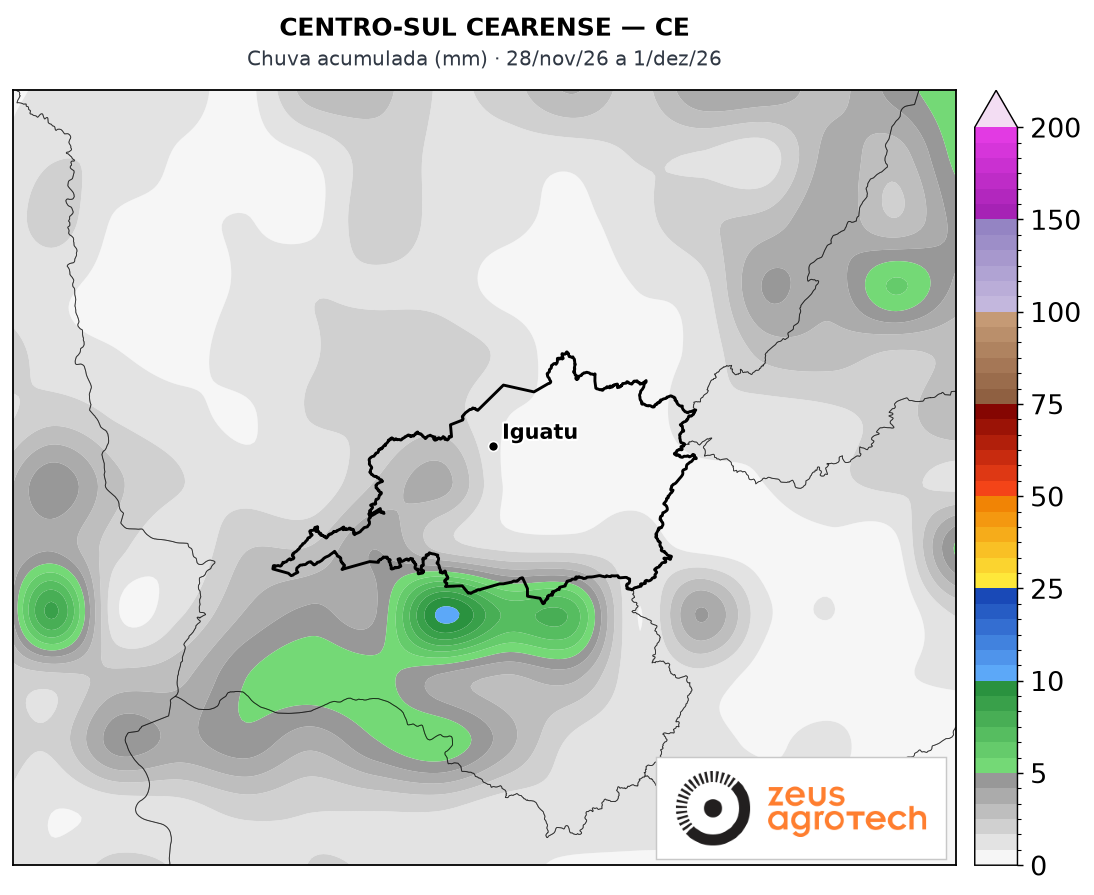 CENTRO-SUL CEARENSE — CE
Chuva acumulada (mm) · 28/nov/26 a 1/dez/26
Iguatu
200
150
100
75
50
25
10
5
0
zeus
agrotech